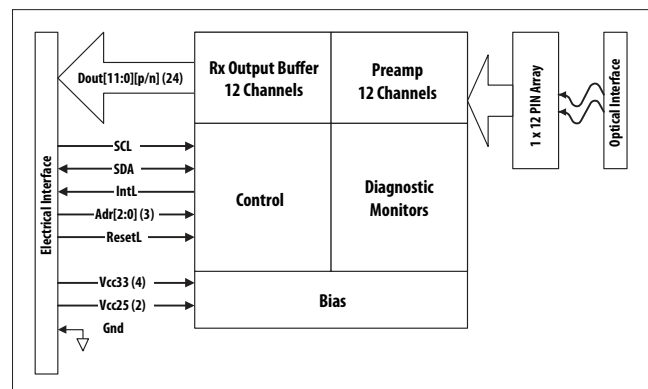 Electrical Interface
Dout[11:0][p/n] (24)
SCL
SDA
IntL
Adr[2:0] (3)
ResetL
Vcc33 (4)
Vcc25 (2)
Gnd
Rx Output Buffer
12 Channels
Preamp
12 Channels
Control
Diagnostic
Monitors
Bias
1 x 12 PIN Array
Optical Interface